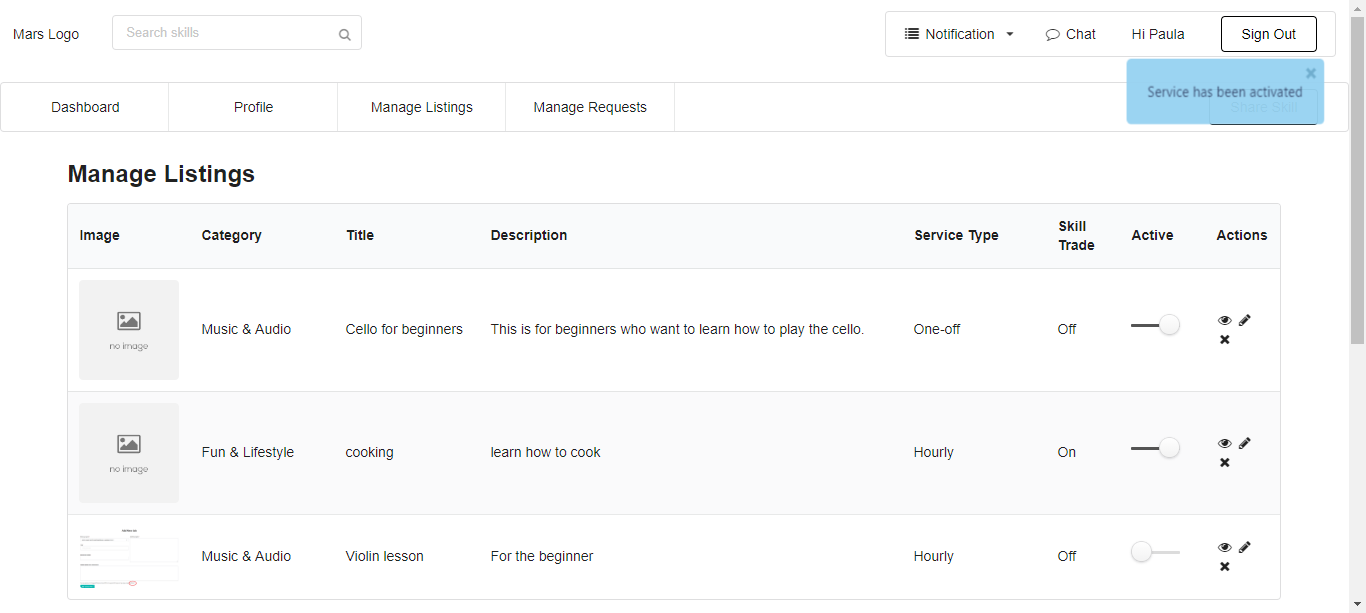 Mars Logo
Search skills
Notification
Chat
Hi Paula
Sign Out
Service has been activated
Dashboard
Profile
Manage Listings
Manage Requests
Share Skill
Manage Listings
Image
Category
Title
Description
Service Type
Skill
Trade
Active
Actions
no image
Music & Audio
Cello for beginners
This is for beginners who want to learn how to play the cello.
One-off
Off
no image
Fun & Lifestyle
cooking
learn how to cook
Hourly
On
Music & Audio
Violin lesson
For the beginner
Hourly
Off